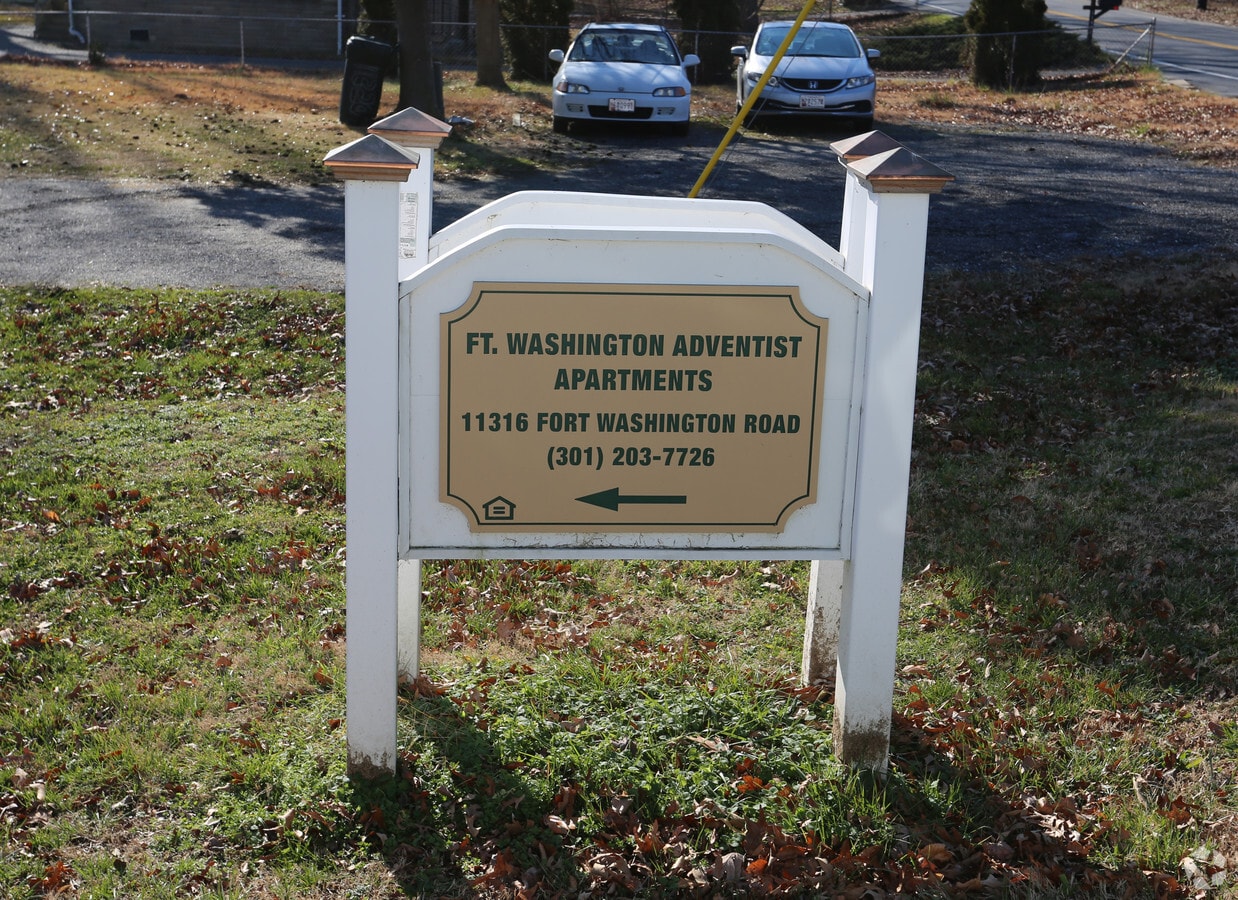 FT. WASHINGTON ADVENTIST
APARTMENTS
11316 FORT WASHINGTON ROAD
(301) 203-7726